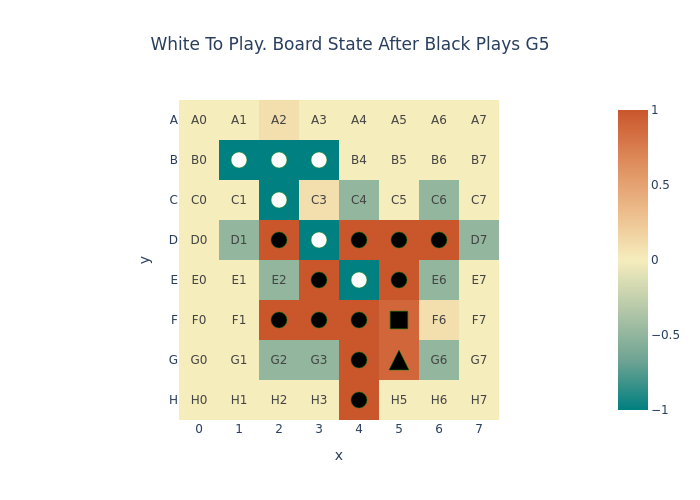 White To Play. Board State After Black Plays G5
A A0 A1 A2 A3 A4 A5 A6 A7
B B0 B4 B5 B6 B7
C C0 C1 C3 C4 C5 C6 C7
D D0 D1 D7
E E0 E1 E2 E6 E7
F F0 F1 F6 F7
G G0 G1 G2 G3 G6 G7
H H0 H1 H2 H3 H5 H6 H7
0 1 2 3 4 5 6 7
x
y
1
0.5
0
−0.5
−1